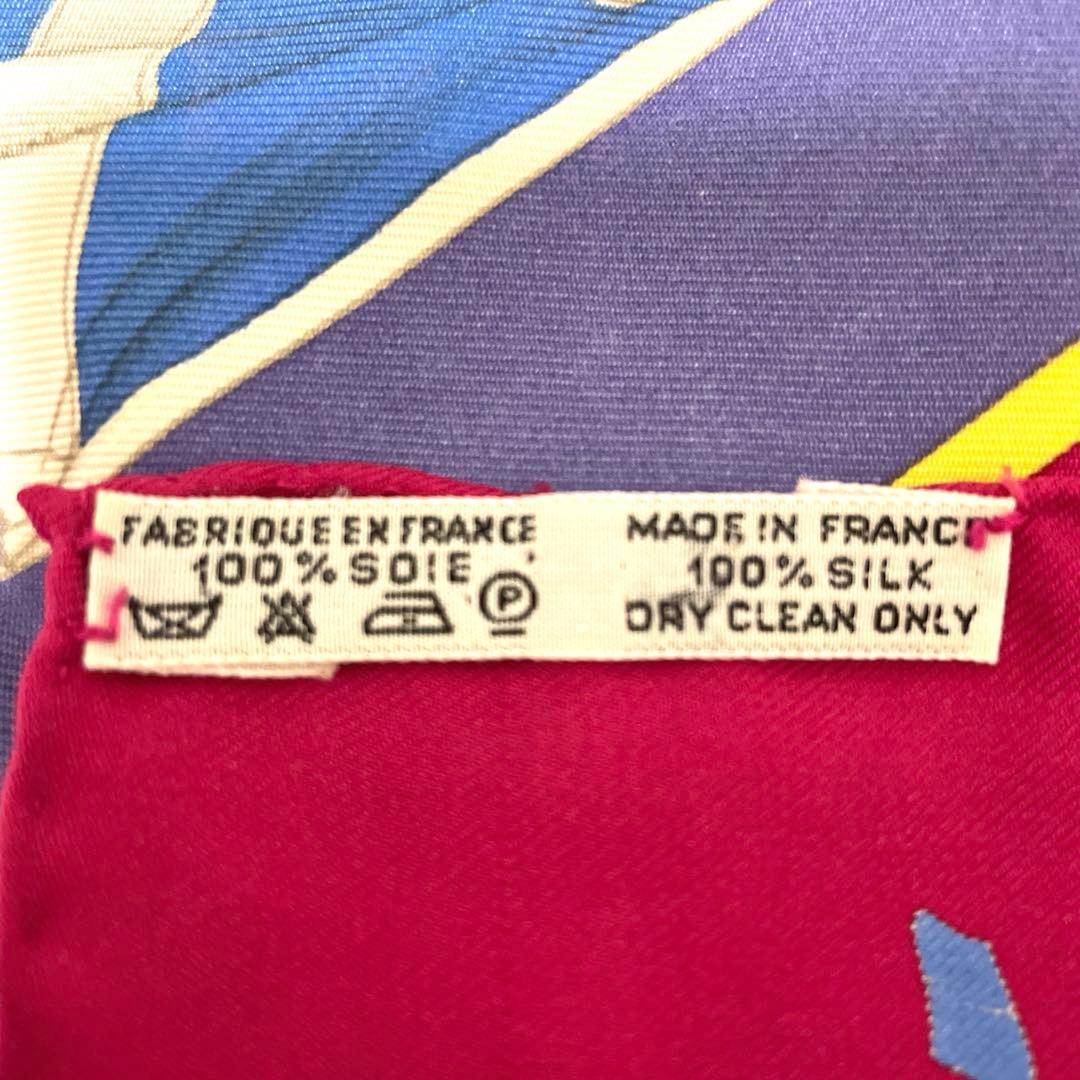 FABRIQUE EN FRANCE
100% SOIE
P
MADE IN FRANCE
100% SILK
DRY CLEAN ONLY